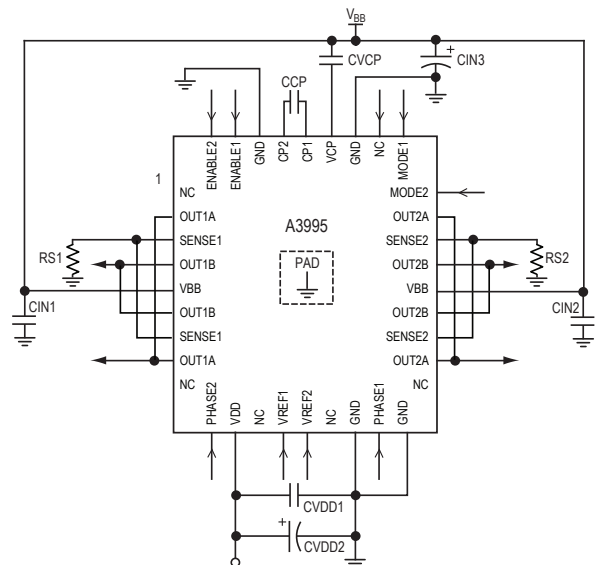 VBB
CVCP
CIN3
CCP
ENABLE2
ENABLE1
GND
CP2
CP1
VCP
GND
NC
MODE1
1
NC
MODE2
OUT1A
A3995
OUT2A
SENSE1
SENSE2
RS1
OUT1B
PAD
OUT2B
RS2
VBB
VBB
CIN1
OUT1B
OUT2B
CIN2
SENSE1
SENSE2
OUT1A
OUT2A
NC
NC
PHASE2
VDD
NC
VREF1
VREF2
NC
GND
PHASE1
GND
CVDD1
+
CVDD2
+